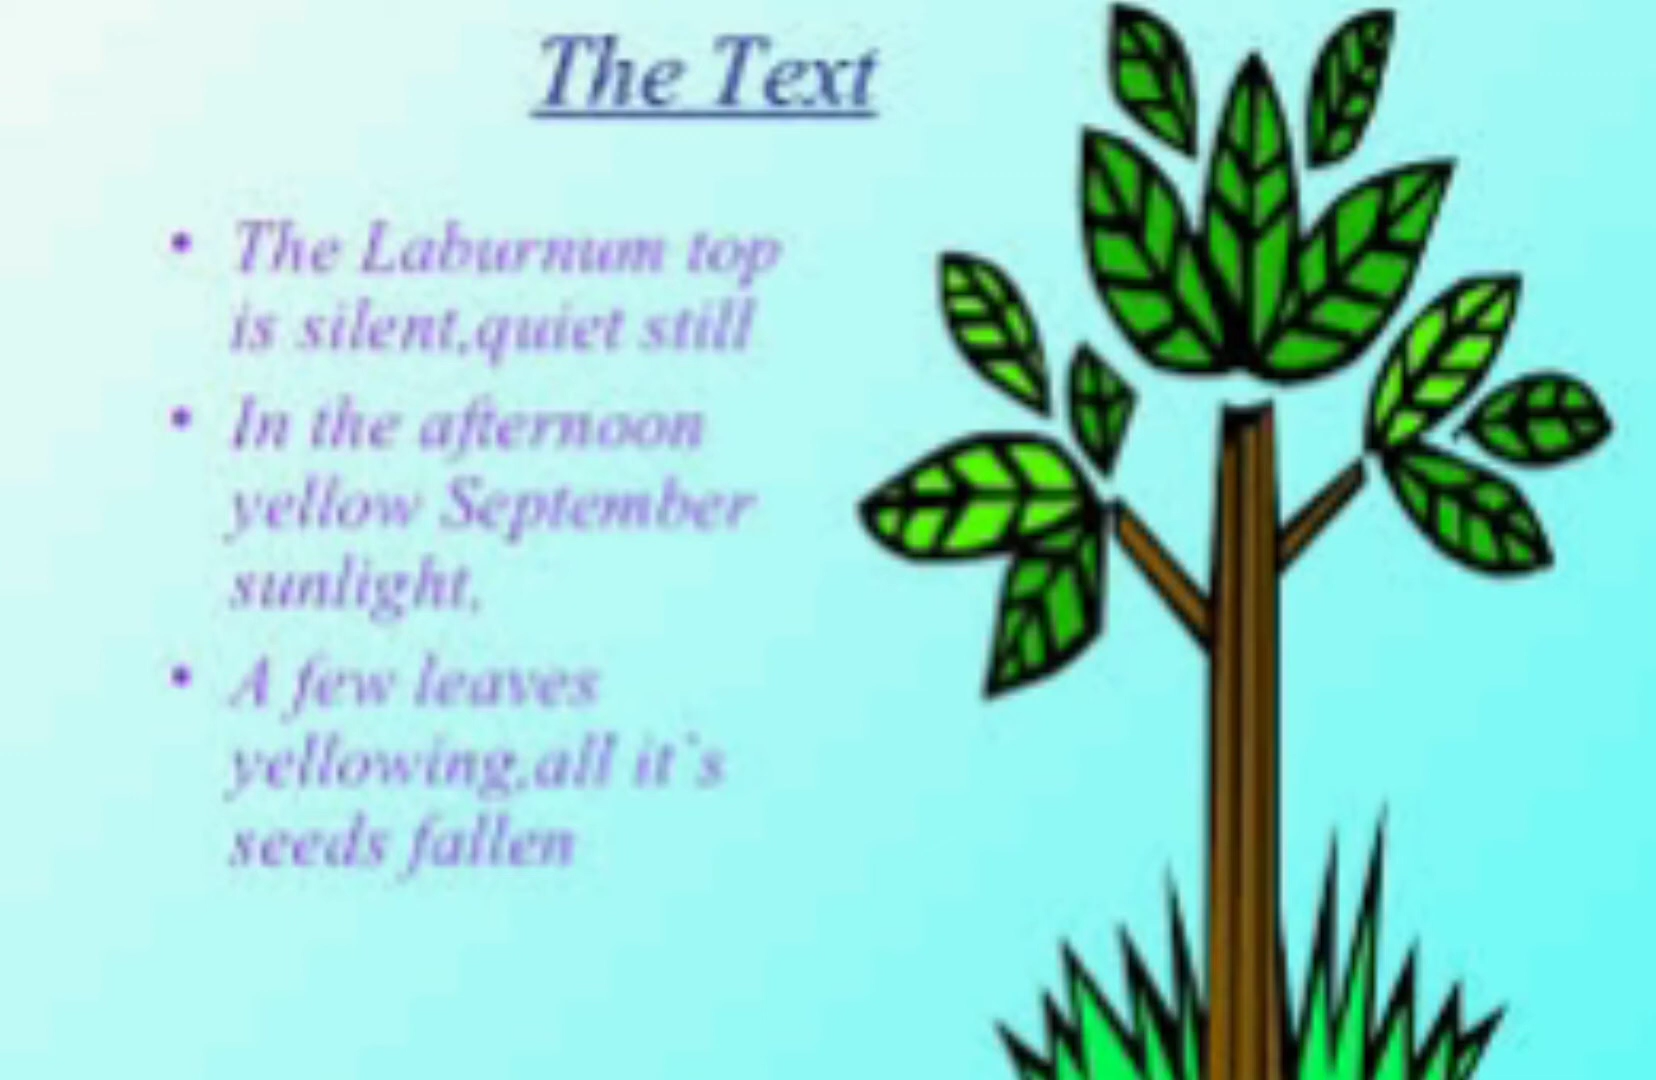 The Text
• The Laburnum top
is silent,quiet still
• In the afternoon
yellow September
sunlight,
• A few leaves
yellowing,all it`s
seeds fallen